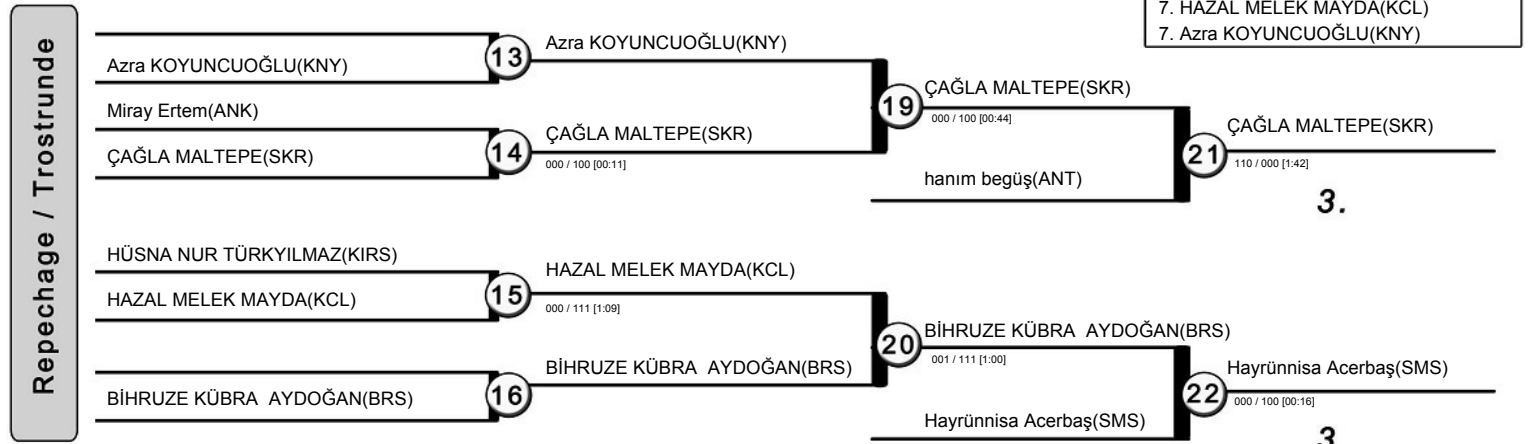 Repechage / Trostrunde
7. HAZAL MELEK MAYDA(KCL)
7. Azra KOYUNCUOĞLU(KNY)
Azra KOYUNCUOĞLU(KNY)
13
Azra KOYUNCUOĞLU(KNY)
Miray Ertem(ANK)
ÇAĞLA MALTEPE(SKR)
14
ÇAĞLA MALTEPE(SKR)
000 / 100 [00:11]
19
ÇAĞLA MALTEPE(SKR)
000 / 100 [00:44]
hanım begüş(ANT)
21
ÇAĞLA MALTEPE(SKR)
110 / 000 [1:42]
3.
HÜSNA NUR TÜRKYILMAZ(KIRS)
HAZAL MELEK MAYDA(KCL)
15
HAZAL MELEK MAYDA(KCL)
000 / 111 [1:09]
BİHRUZE KÜBRA AYDOĞAN(BRS)
16
BİHRUZE KÜBRA AYDOĞAN(BRS)
20
BİHRUZE KÜBRA AYDOĞAN(BRS)
001 / 111 [1:00]
Hayrünnisa Acerbaş(SMS)
22
Hayrünnisa Acerbaş(SMS)
000 / 100 [00:16]
3.